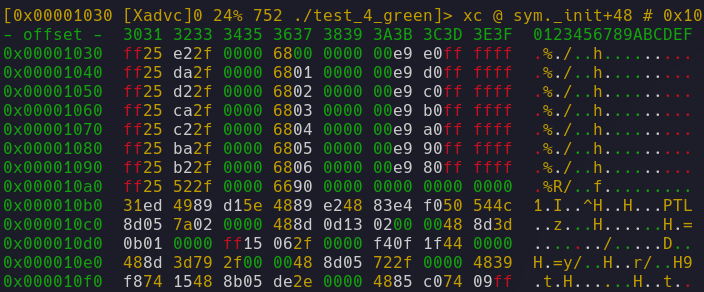 [0x00001030 [Xadvc]0 24% 752 ./test_4_green]> xc @ sym._init+48 # 0x10
- offset -  3031 3233 3435 3637 3839 3A3B 3C3D 3E3F  0123456789ABCDEF
0x00001030  ff25 e22f 0000 6800 0000 00e9 e0ff ffff  .%./..h.........
0x00001040  ff25 da2f 0000 6801 0000 00e9 d0ff ffff  .%./..h.........
0x00001050  ff25 d22f 0000 6802 0000 00e9 c0ff ffff  .%./..h.........
0x00001060  ff25 ca2f 0000 6803 0000 00e9 b0ff ffff  .%./..h.........
0x00001070  ff25 c22f 0000 6804 0000 00e9 a0ff ffff  .%./..h.........
0x00001080  ff25 ba2f 0000 6805 0000 00e9 90ff ffff  .%./..h.........
0x00001090  ff25 b22f 0000 6806 0000 00e9 80ff ffff  .%./..h.........
0x000010a0  ff25 522f 0000 6690 0000 0000 0000 0000  .%R/..f.........
0x000010b0  31ed 4989 d15e 4889 e248 83e4 f050 544c  1.I..^H..H...PTL
0x000010c0  8d05 7a02 0000 488d 0d13 0200 0048 8d3d  ..z...H......H.=
0x000010d0  0b01 0000 ff15 062f 0000 f40f 1f44 0000  ......./.....D..
0x000010e0  488d 3d79 2f00 0048 8d05 722f 0000 4839  H.=y/..H..r/..H9
0x000010f0  f874 1548 8b05 de2e 0000 4885 c074 09ff  .t.H......H..t..